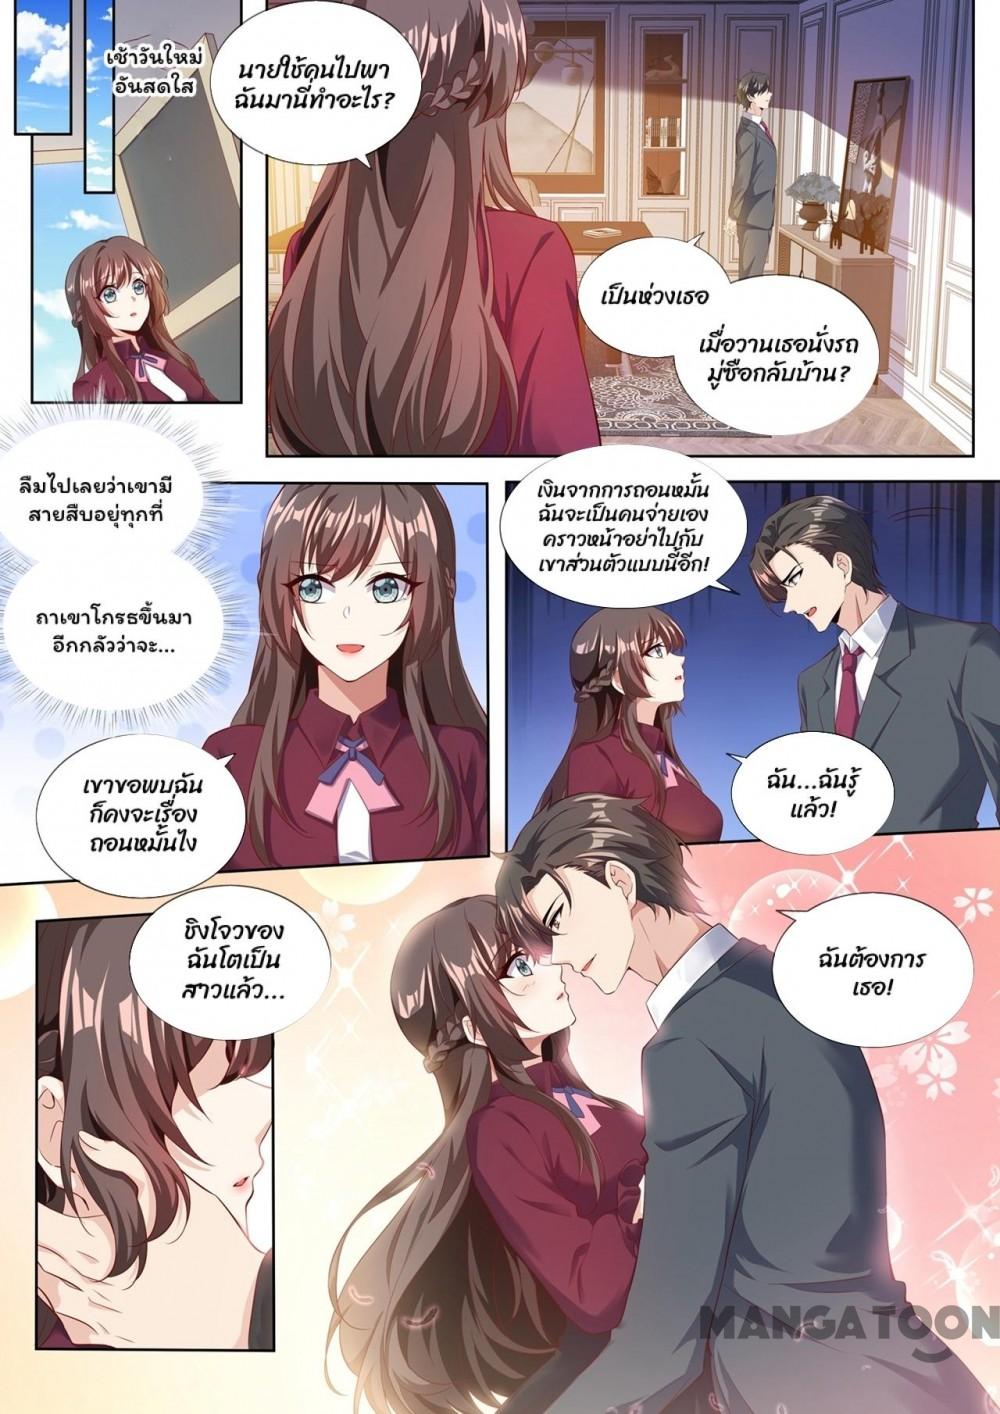 เช้าวันใหม่
อันสดใส
นายใช้คนไปพา
ฉันมานี่ทำอะไร?
เป็นห่วงเธอ
เมื่อวานเธอนั่งรถ
มู่ซือกลับบ้าน?
ลืมไปเลยว่าเขามี
สายสืบอยู่ทุกที่
ถาเขาโกรธขึ้นมา
อีกกลัวว่าจะ...
เขาขอพบฉัน
ก็คงจะเรื่อง
ถอนหมั้นไง
เงินจากการถอนหมั้น
ฉันจะเป็นคนจ่ายเอง
คราวหน้าอย่าไปกับ
เขาส่วนตัวแบบนี้อีก!
ฉัน...ฉันรู้
แล้ว!
ชิงโจวของ
ฉันโตเป็น
สาวแล้ว...
ฉันต้องการ
เธอ!
MANGATOON